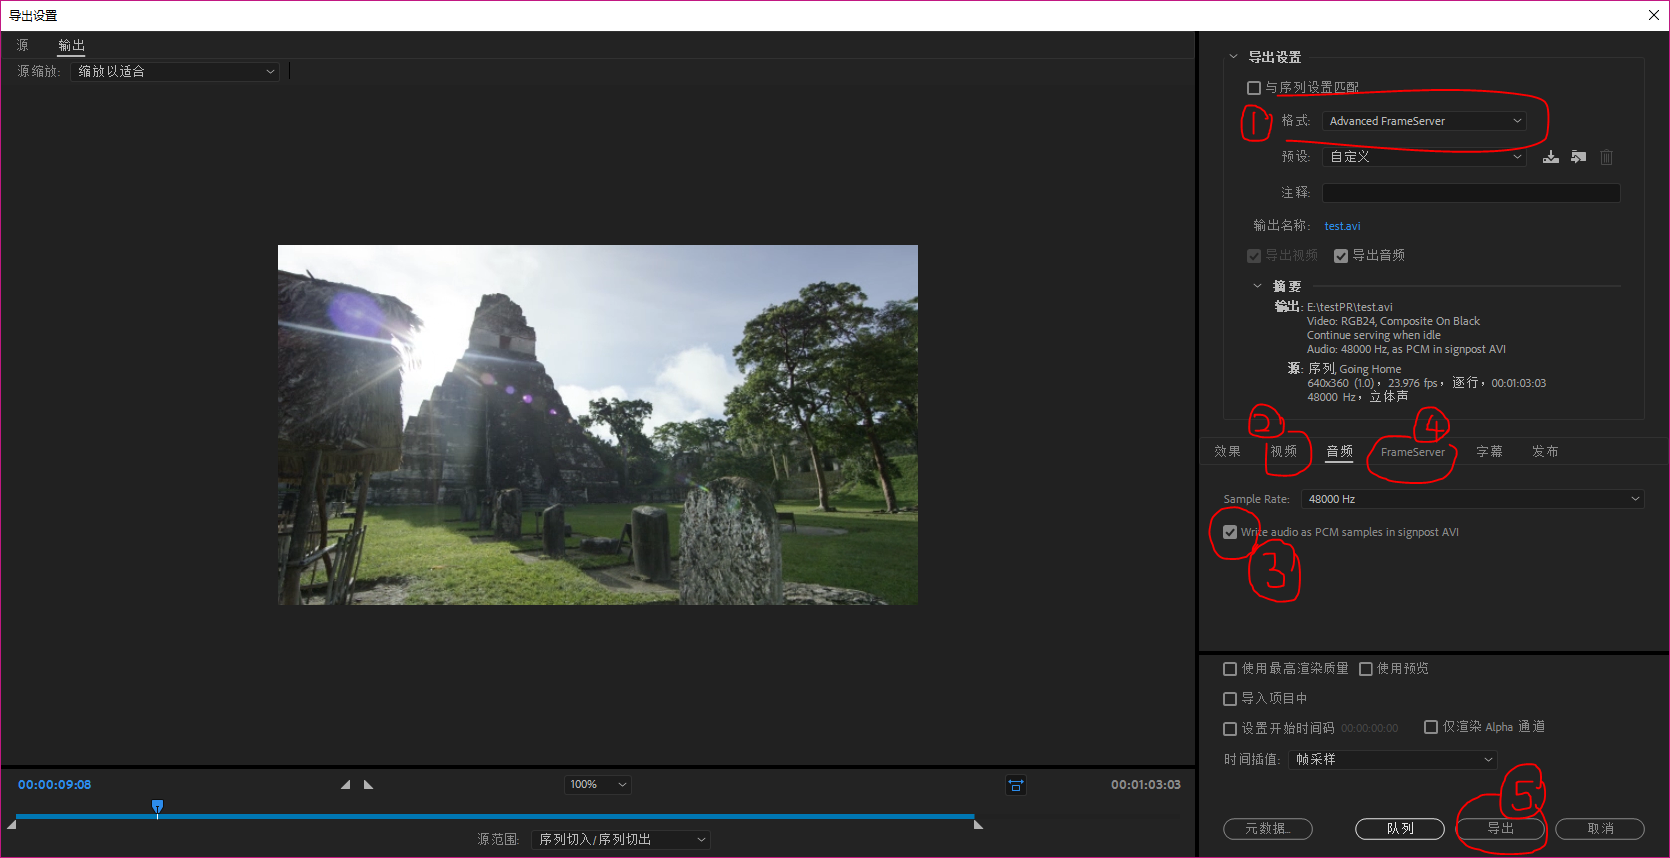 导出设置
源 输出
源缩放: 缩放以适合
导出设置
与序列设置匹配
1 格式: Advanced FrameServer
预设: 自定义
注释:
输出名称: test.avi
导出视频 导出音频
摘要
输出: E:\testPR\test.avi
Video: RGB24, Composite On Black
Continue serving when idle
Audio: 48000 Hz, as PCM in signpost AVI
源: 序列, Going Home
640x360 (1.0), 23.976 fps, 逐行, 00:01:03:03
48000 Hz, 立体声
2 4
效果 视频 音频 FrameServer 字幕 发布
Sample Rate: 48000 Hz
Write audio as PCM samples in signpost AVI
3
使用最高渲染质量 使用预览
导入项目中
设置开始时间码 00:00:00:00 仅渲染 Alpha 通道
时间插值: 帧采样
5
元数据... 队列 导出 取消
00:00:09:08 100% 00:01:03:03
源范围: 序列切入/序列切出